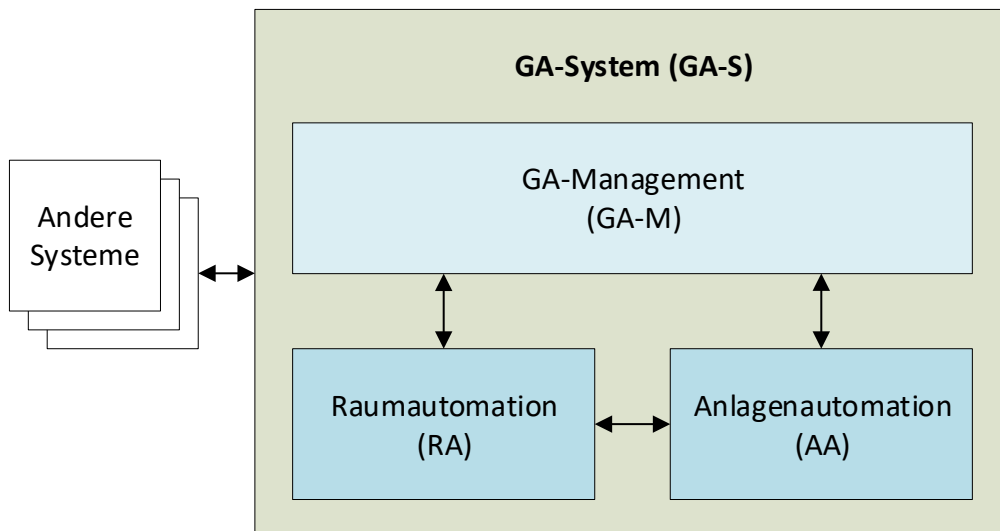 GA-System (GA-S)
GA-Management
(GA-M)
Andere
Systeme
Raumautomation
(RA)
Anlagenautomation
(AA)